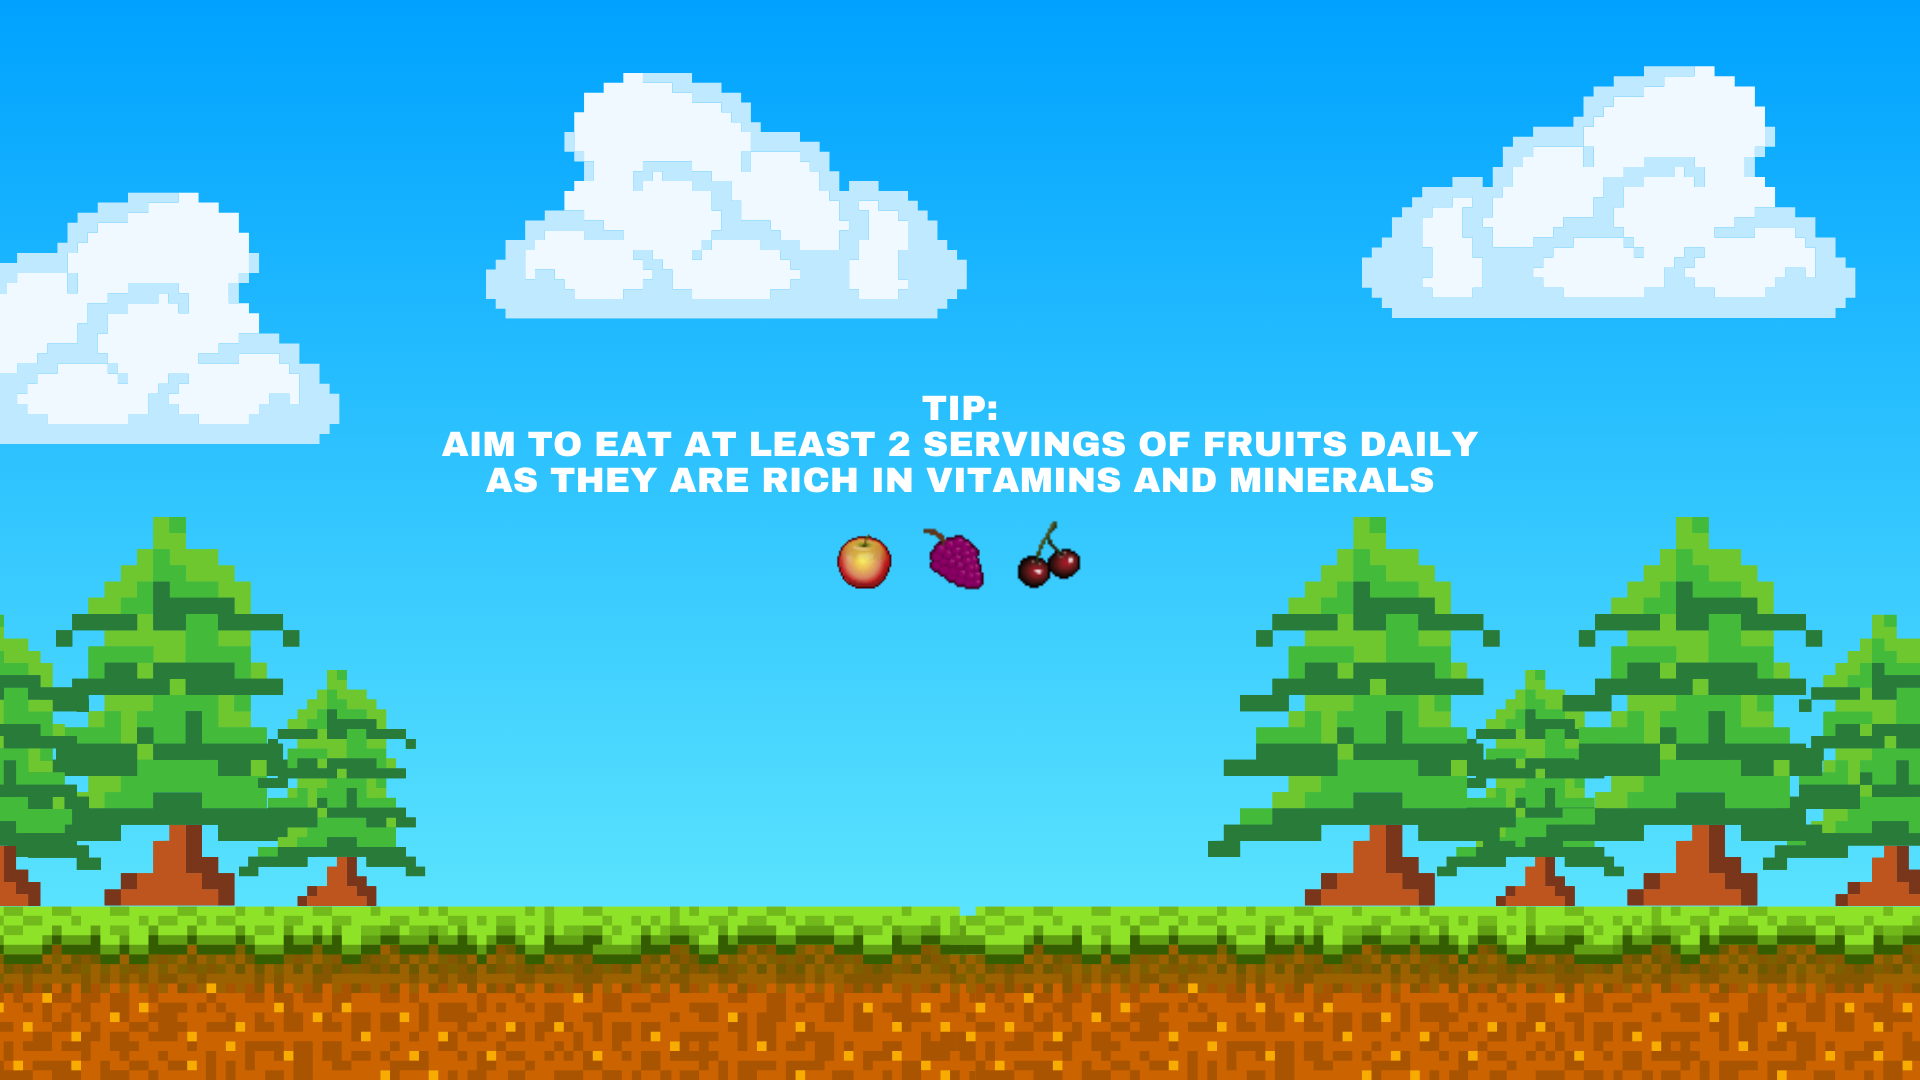 TIP:
AIM TO EAT AT LEAST 2 SERVINGS OF FRUITS DAILY
AS THEY ARE RICH IN VITAMINS AND MINERALS